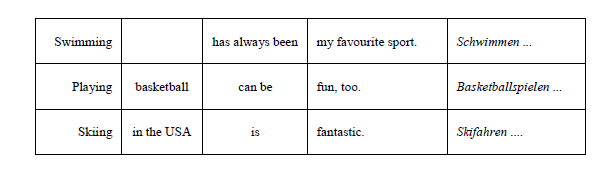 Swimming has always been my favourite sport. Schwimmen ...
Playing basketball can be fun, too. Basketballspielen ...
Skiing in the USA is fantastic. Skifahren ....